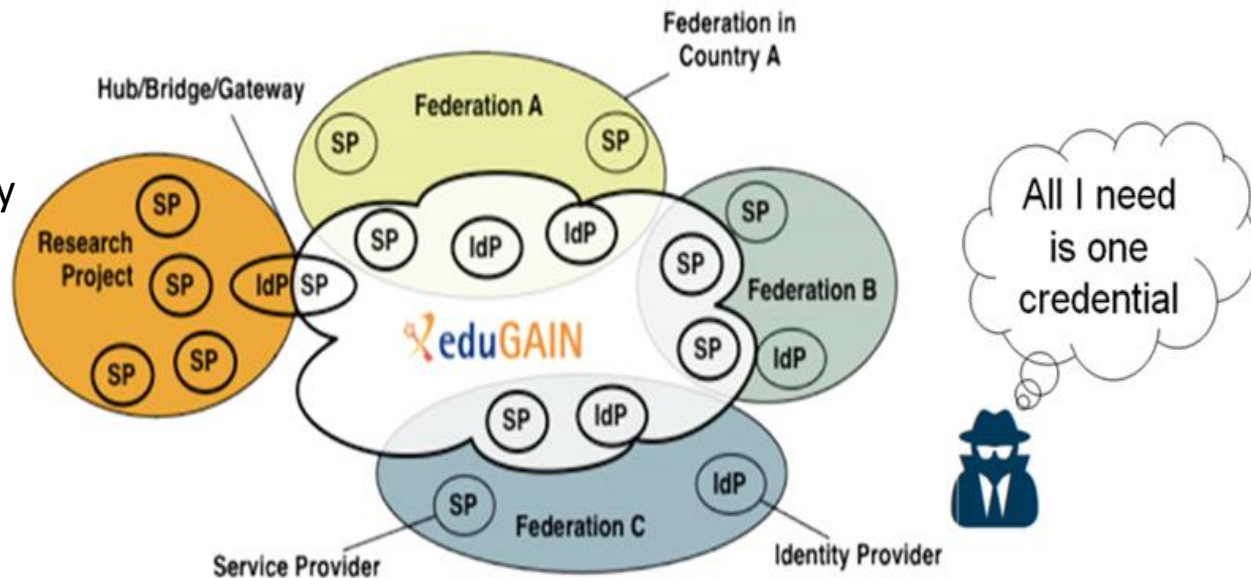 Federation in
Country A
Hub/Bridge/Gateway
Federation A
SP
SP
y
SP
Research
Project
SP
IdP
SP
SP
SP
SP
IdP
IdP
eduGAIN
SP
SP
Federation B
SP
IdP
SP
IdP
SP
IdP
Federation C
Service Provider
Identity Provider
All I need
is one
credential